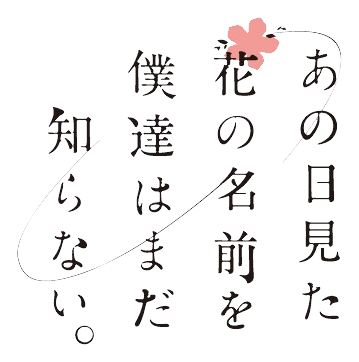 あの日見た
花の名前を
僕達はまだ
知らない。